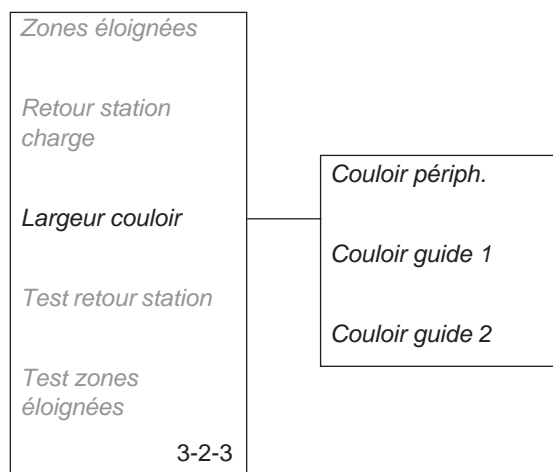 Zones éloignées
Retour station
charge
Largeur couloir
Test retour station
Test zones
éloignées
3-2-3
Couloir périph.
Couloir guide 1
Couloir guide 2